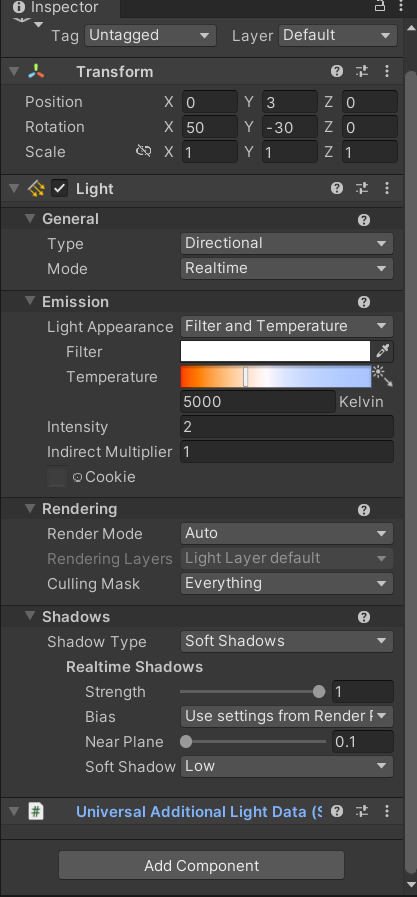 Inspector
Tag Untagged Layer Default
Transform
Position X 0 Y 3 Z 0
Rotation X 50 Y -30 Z 0
Scale X 1 Y 1 Z 1
Light
General
Type Directional
Mode Realtime
Emission
Light Appearance Filter and Temperature
Filter
Temperature
5000 Kelvin
Intensity 2
Indirect Multiplier 1
Cookie
Rendering
Render Mode Auto
Rendering Layers Light Layer default
Culling Mask Everything
Shadows
Shadow Type Soft Shadows
Realtime Shadows
Strength 1
Bias Use settings from Render
Near Plane 0.1
Soft Shadow Low
# Universal Additional Light Data (S
Add Component